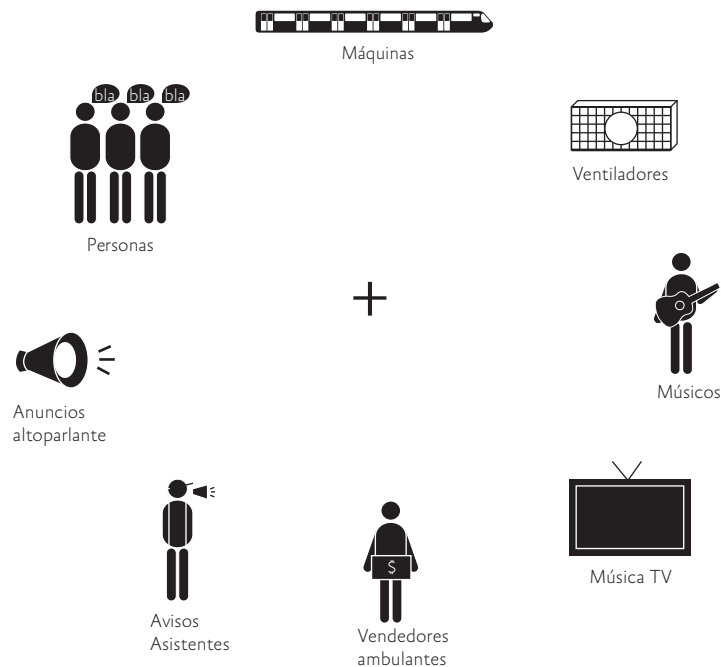 Máquinas
bla bla bla
Ventiladores
Personas
+
Músicos
Anuncios
altoparlante
Música TV
$
Avisos
Asistentes
Vendedores
ambulantes